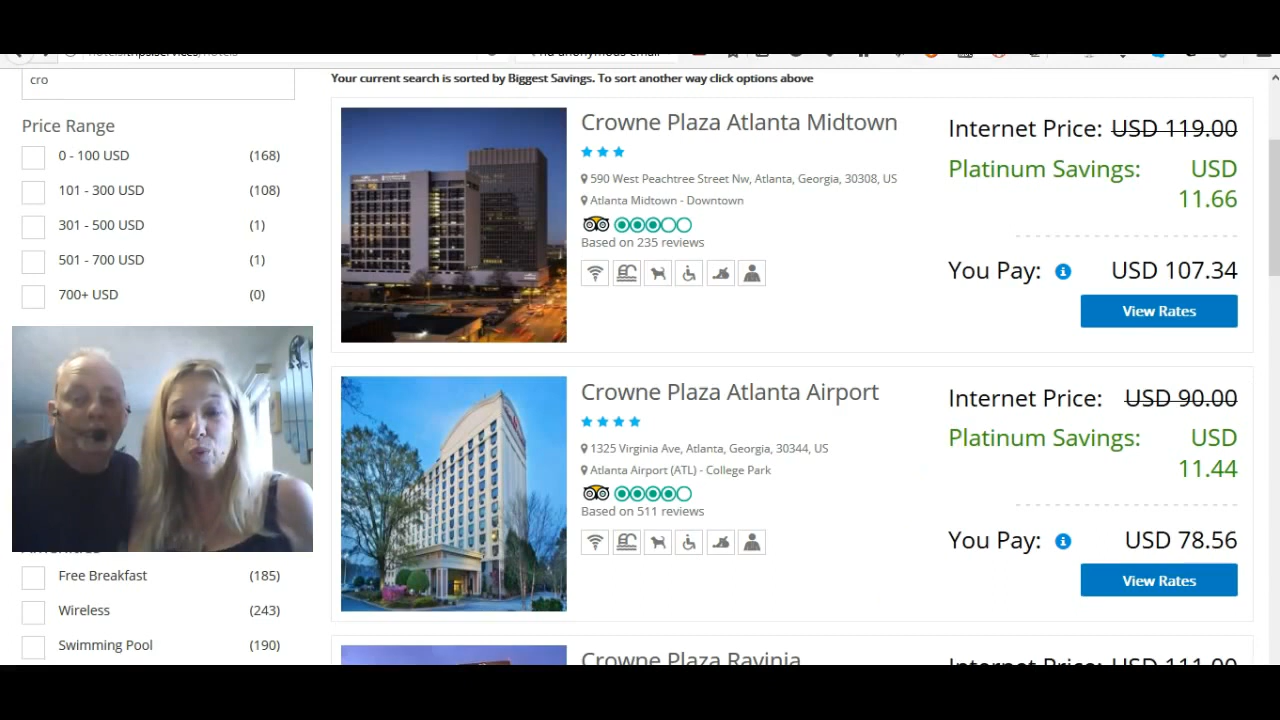 cro
Your current search is sorted by Biggest Savings. To sort another way click options above
Price Range
0 - 100 USD (168)
101 - 300 USD (108)
301 - 500 USD (1)
501 - 700 USD (1)
700+ USD (0)
Free Breakfast (185)
Wireless (243)
Swimming Pool (190)
Crowne Plaza Atlanta Midtown
590 West Peachtree Street Nw, Atlanta, Georgia, 30308, US
Atlanta Midtown - Downtown
Based on 235 reviews
Internet Price: USD 119.00
Platinum Savings: USD
11.66
You Pay: USD 107.34
View Rates
Crowne Plaza Atlanta Airport
1325 Virginia Ave, Atlanta, Georgia, 30344, US
Atlanta Airport (ATL) - College Park
Based on 511 reviews
Internet Price: USD 90.00
Platinum Savings: USD
11.44
You Pay: USD 78.56
View Rates
Crowne Plaza Ravinia
Internet Price: USD 111.00